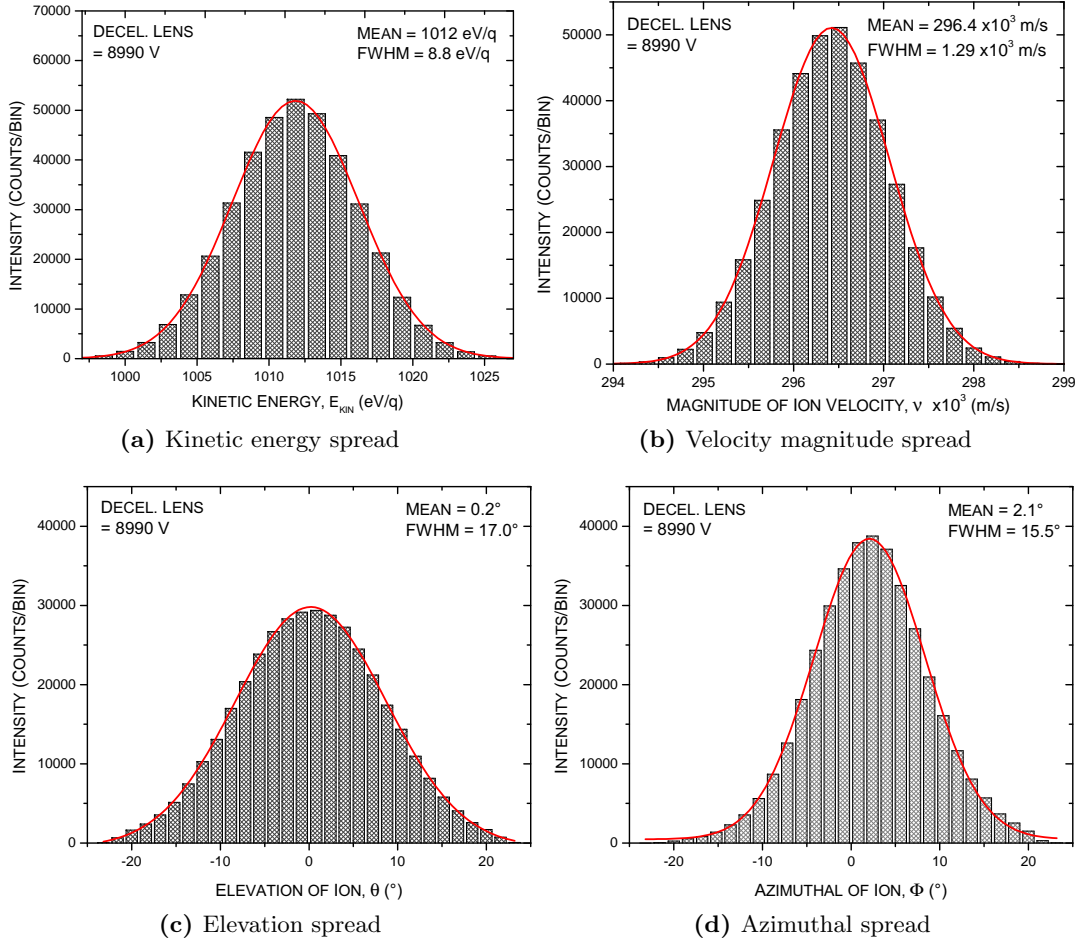 DECEL. LENS
= 8990 V
MEAN = 1012 eV/q
FWHM = 8.8 eV/q
INTENSITY (COUNTS/BIN)
70000
60000
50000
40000
30000
20000
10000
0
1000 1005 1010 1015 1020 1025
KINETIC ENERGY, E_KIN (eV/q)
(a) Kinetic energy spread
DECEL. LENS
= 8990 V
MEAN = 296.4 x10³ m/s
FWHM = 1.29 x10³ m/s
INTENSITY (COUNTS/BIN)
50000
40000
30000
20000
10000
0
294 295 296 297 298 299
MAGNITUDE OF ION VELOCITY, ν x10³ (m/s)
(b) Velocity magnitude spread
DECEL. LENS
= 8990 V
MEAN = 0.2°
FWHM = 17.0°
INTENSITY (COUNTS/BIN)
40000
30000
20000
10000
0
-20 -10 0 10 20
ELEVATION OF ION, θ (°)
(c) Elevation spread
DECEL. LENS
= 8990 V
MEAN = 2.1°
FWHM = 15.5°
INTENSITY (COUNTS/BIN)
40000
30000
20000
10000
0
-20 -10 0 10 20
AZIMUTHAL OF ION, Φ (°)
(d) Azimuthal spread